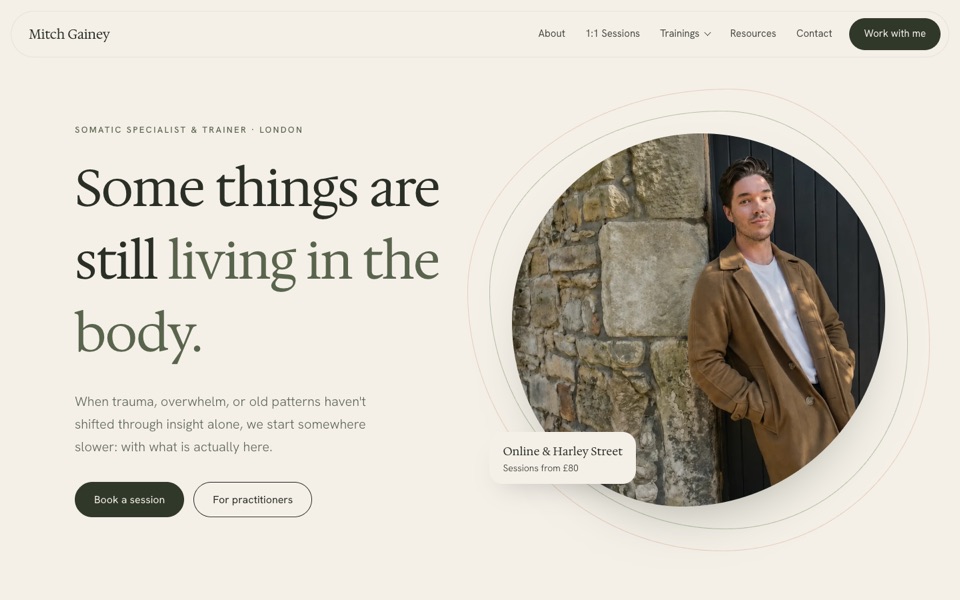 Mitch Gainey
About
1:1 Sessions
Trainings
Resources
Contact
Work with me
SOMATIC SPECIALIST & TRAINER · LONDON
Some things are
still living in the
body.
When trauma, overwhelm, or old patterns haven't
shifted through insight alone, we start somewhere
slower: with what is actually here.
Book a session
For practitioners
Online & Harley Street
Sessions from £80